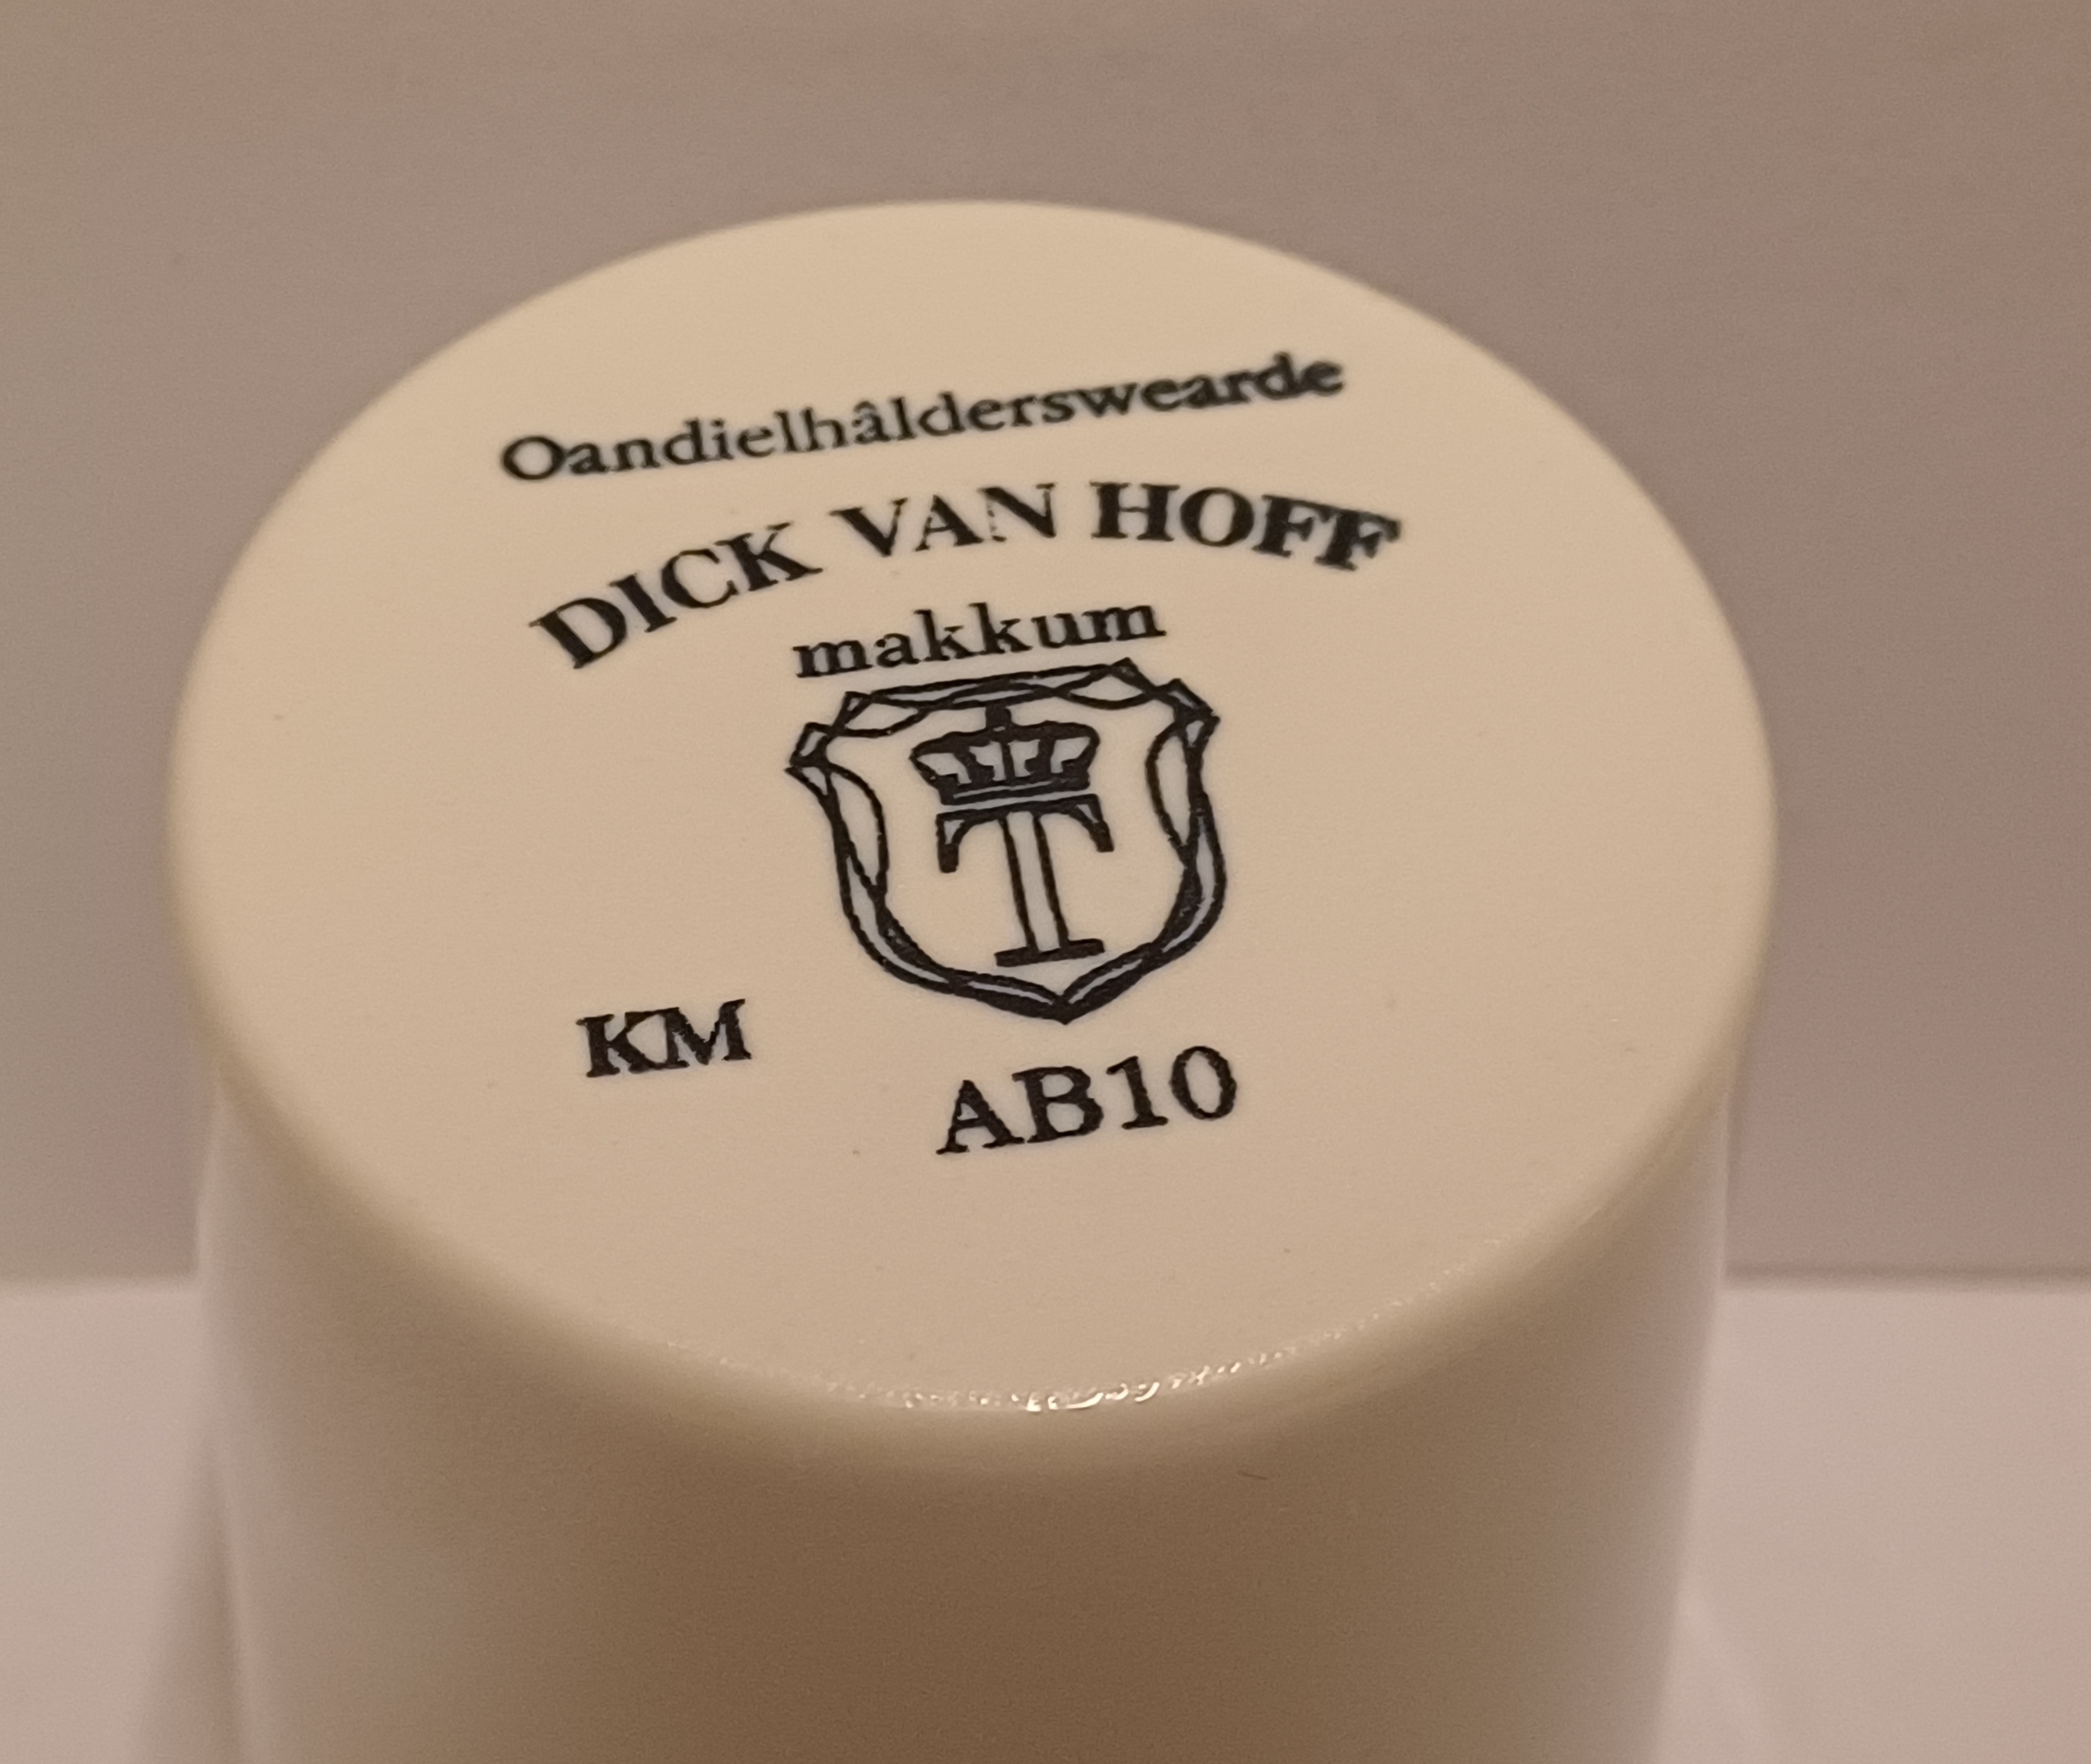 Oandielhâlderswearde
DICK VAN HOFF
makkum
T
KM
AB10